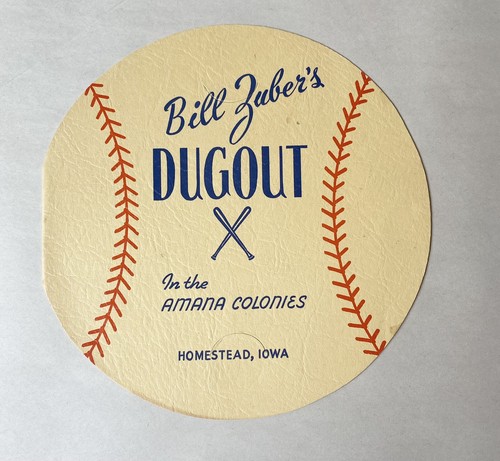 Bill Zuber's
DUGOUT
In the
AMANA COLONIES
HOMESTEAD, IOWA